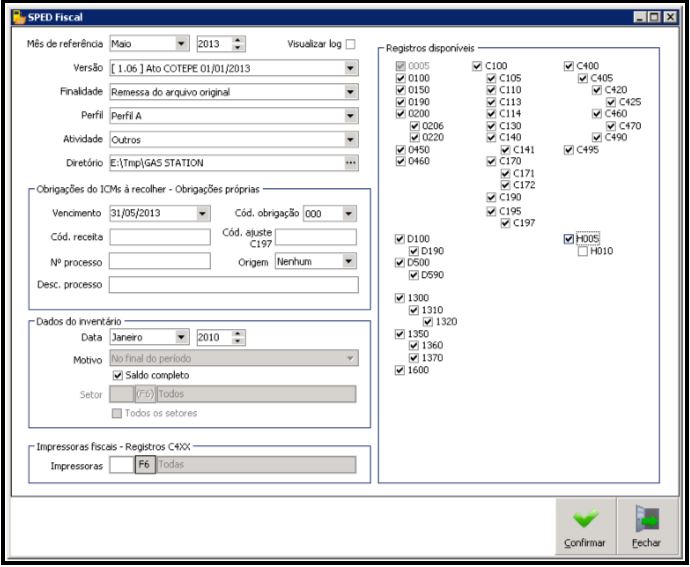 SPED Fiscal
Mês de referência Maio 2013 Visualizar log
Versão [ 1.06 ] Ato COTEPE 01/01/2013
Finalidade Remessa do arquivo original
Perfil Perfil A
Atividade Outros
Diretório E:\Tmp\GAS STATION ...
Obrigações do ICMs à recolher - Obrigações próprias
Vencimento 31/05/2013 Cód. obrigação 000
Cód. receita Cód. ajuste C197
Nº processo Origem Nenhum
Desc. processo
Dados do inventário
Data Janeiro 2010
Motivo No final do período
Saldo completo
Setor (F6) Todos
Todos os setores
Impressoras fiscais - Registros C4XX
Impressoras F6 Todas
Registros disponíveis
0005 C100 C400
0100 C105 C405
0150 C110 C420
0190 C113 C425
0200 C114 C460
0206 C130 C470
0220 C140 C490
0450 C141 C495
0460 C170
C171
C172
C190
C195
C197
D100 H005
D190 H010
D500
D590
1300
1310
1320
1350
1360
1370
1600
Confirmar Fechar